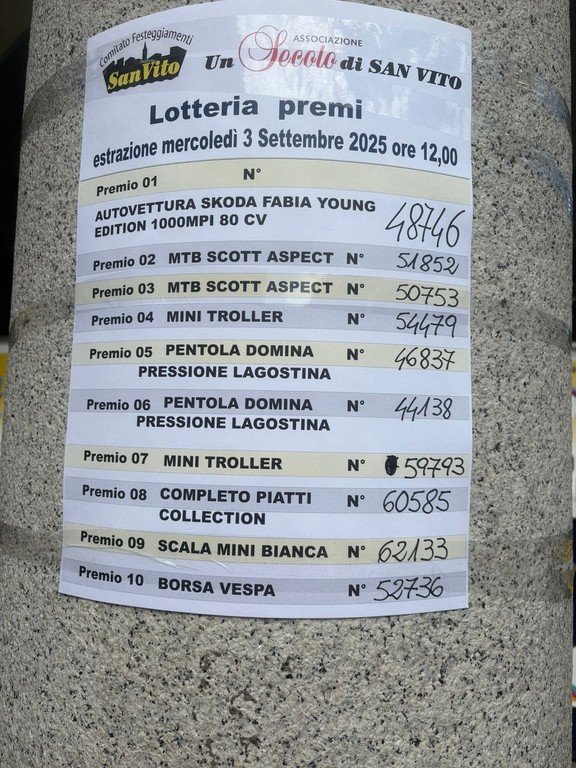 Comitato Festeggiamenti
San Vito
ASSOCIAZIONE
Un Secolo di SAN VITO
Lotteria premi
estrazione mercoledì 3 Settembre 2025 ore 12,00
Premio 01 N°
AUTOVETTURA SKODA FABIA YOUNG
EDITION 1000MPI 80 CV 48746
Premio 02 MTB SCOTT ASPECT N° 51852
Premio 03 MTB SCOTT ASPECT N° 50753
Premio 04 MINI TROLLER N° 54479
Premio 05 PENTOLA DOMINA N° 46837
PRESSIONE LAGOSTINA
Premio 06 PENTOLA DOMINA N° 44138
PRESSIONE LAGOSTINA
Premio 07 MINI TROLLER N° 59793
Premio 08 COMPLETO PIATTI N° 60585
COLLECTION
Premio 09 SCALA MINI BIANCA N° 62133
Premio 10 BORSA VESPA N° 52736